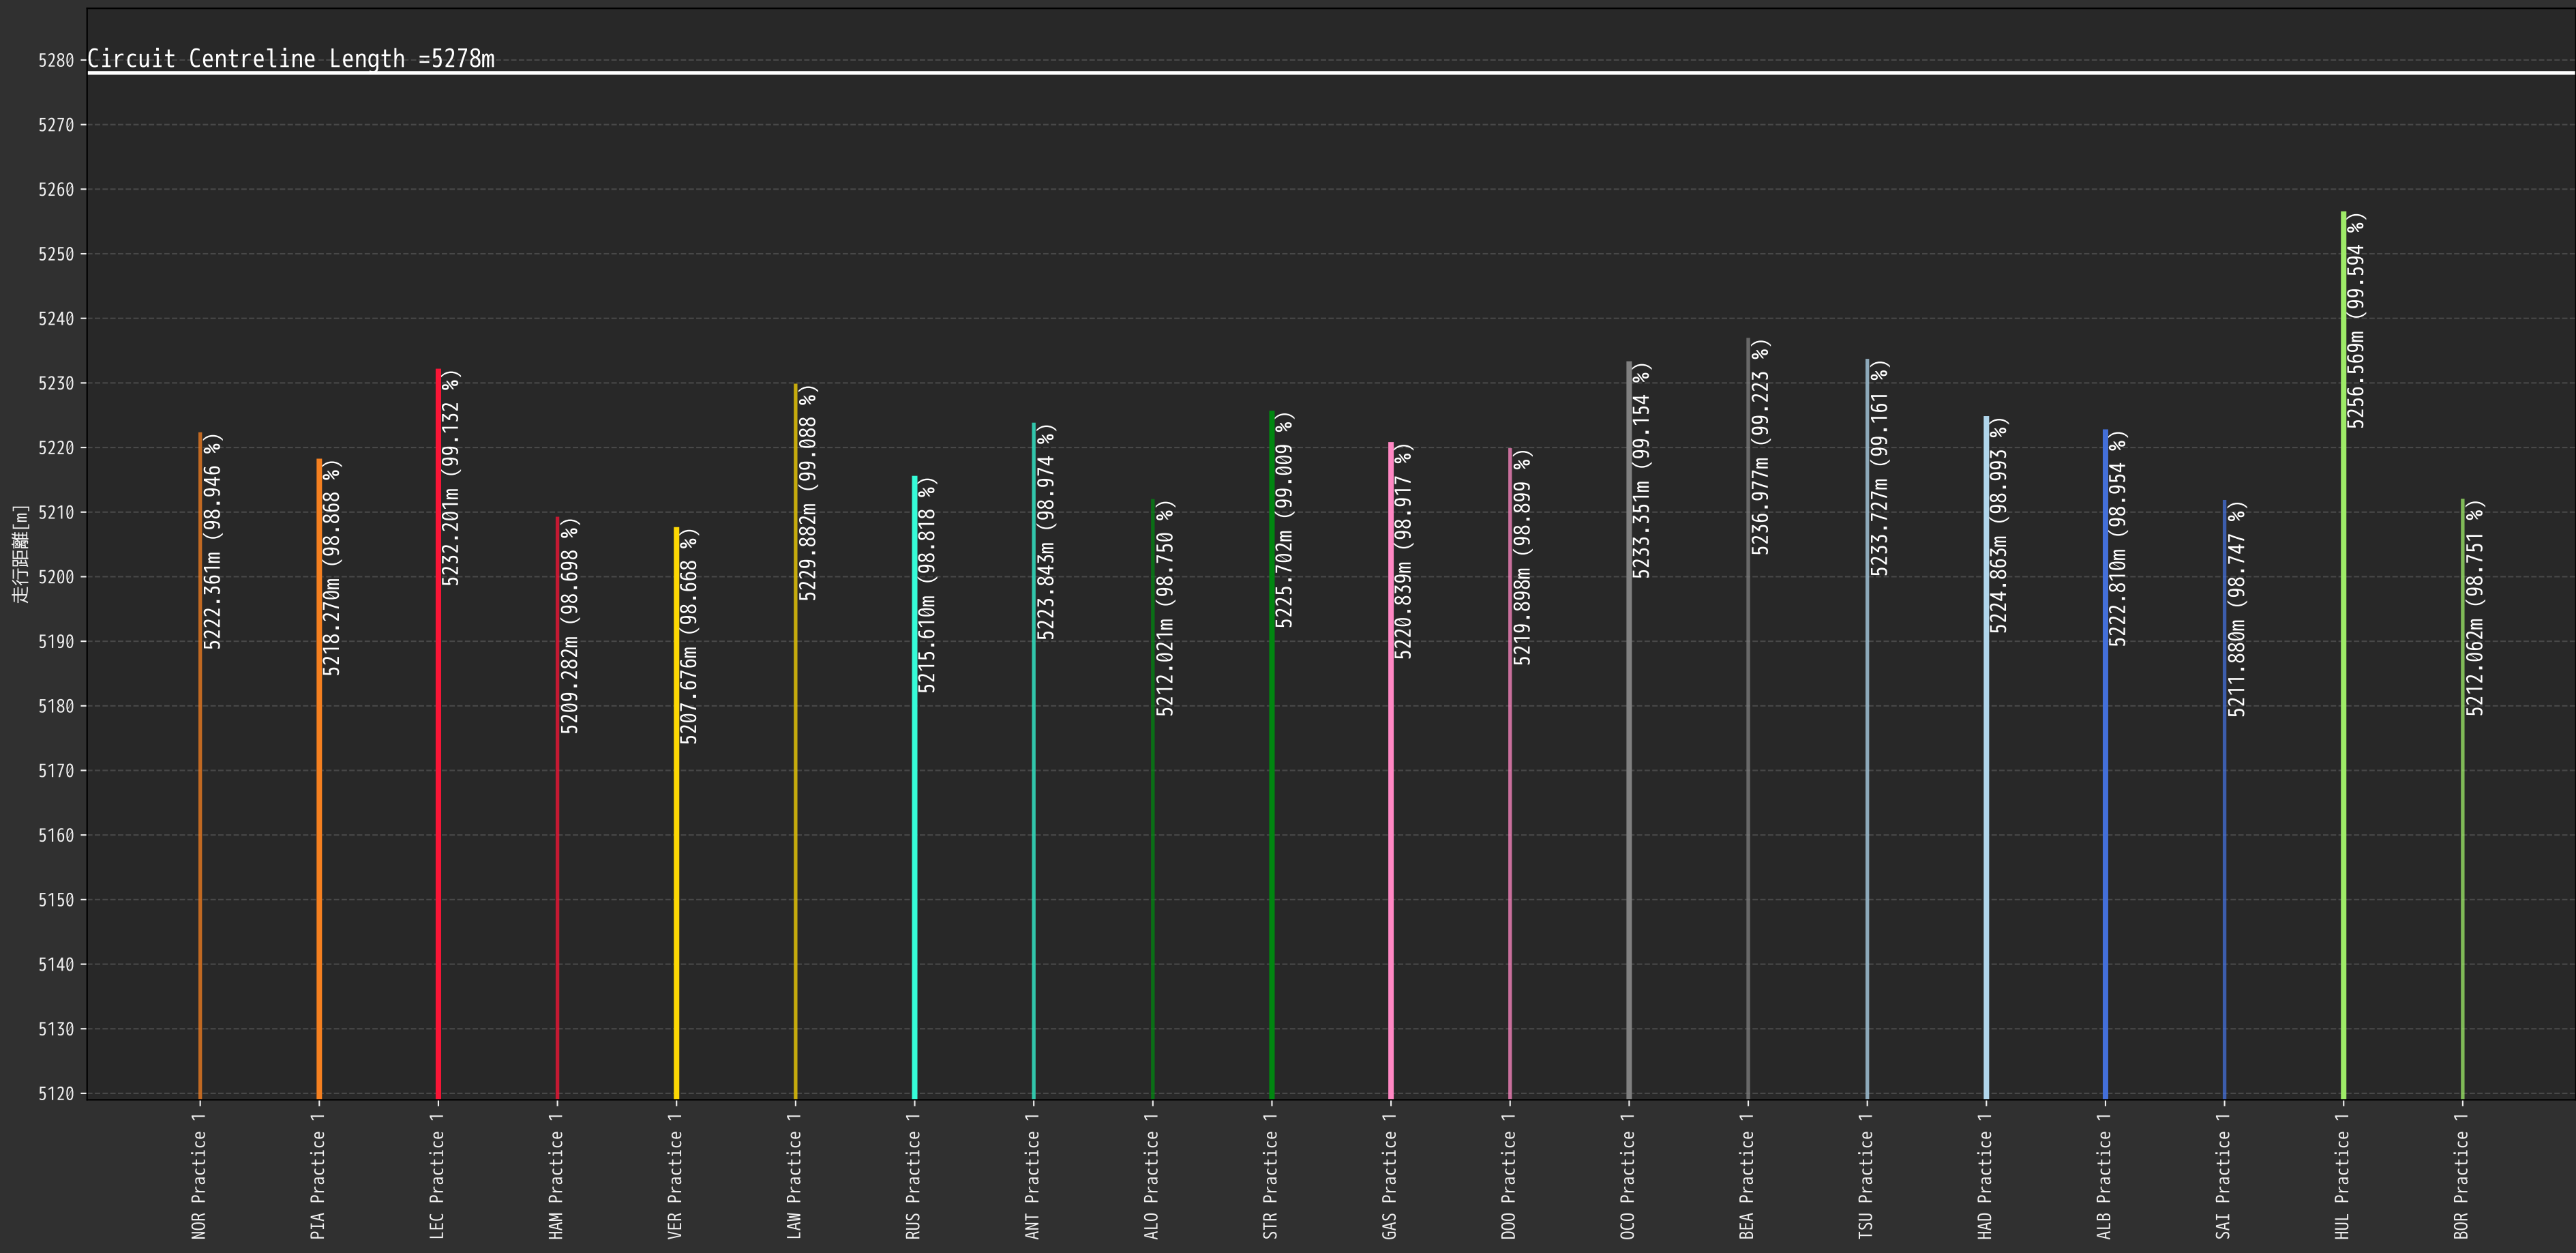 Circuit Centreline Length =5278m
走行距離[m]
5280
5270
5260
5250
5240
5230
5220
5210
5200
5190
5180
5170
5160
5150
5140
5130
5120
5222.361m (98.946 %)
5218.270m (98.868 %)
5232.201m (99.132 %)
5209.282m (98.698 %)
5207.676m (98.668 %)
5229.882m (99.088 %)
5215.610m (98.818 %)
5223.843m (98.974 %)
5212.021m (98.750 %)
5225.702m (99.009 %)
5220.839m (98.917 %)
5219.898m (98.899 %)
5233.351m (99.154 %)
5236.977m (99.223 %)
5233.727m (99.161 %)
5224.863m (98.993 %)
5222.810m (98.954 %)
5211.880m (98.747 %)
5256.569m (99.594 %)
5212.062m (98.751 %)
NOR Practice 1
PIA Practice 1
LEC Practice 1
HAM Practice 1
VER Practice 1
LAW Practice 1
RUS Practice 1
ANT Practice 1
ALO Practice 1
STR Practice 1
GAS Practice 1
DOO Practice 1
OCO Practice 1
BEA Practice 1
TSU Practice 1
HAD Practice 1
ALB Practice 1
SAI Practice 1
HUL Practice 1
BOR Practice 1